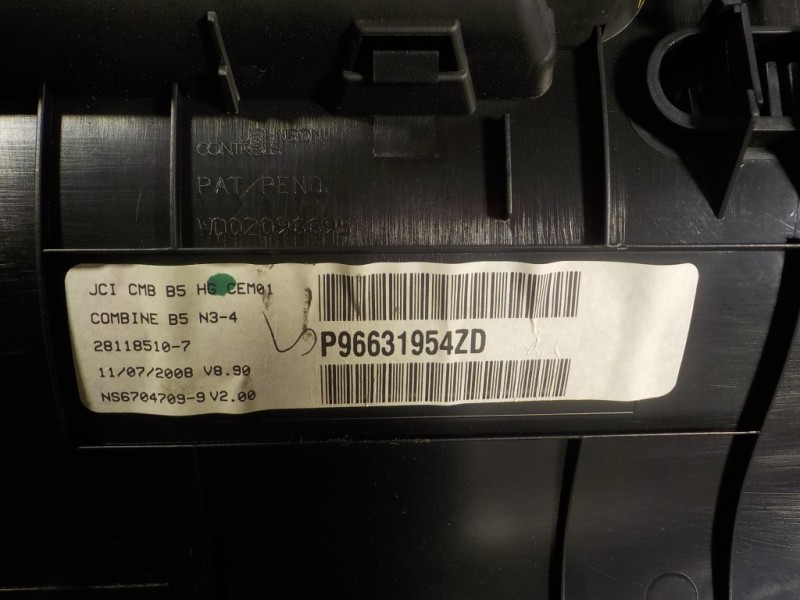 JOHNSON
CONTROLS
PAT/PEND.
JCI CMB B5 HG CEM01
COMBINE B5 N3-4
28118510-7
11/07/2008 V8.90
NS6704709-9 V2.00
P96631954ZD